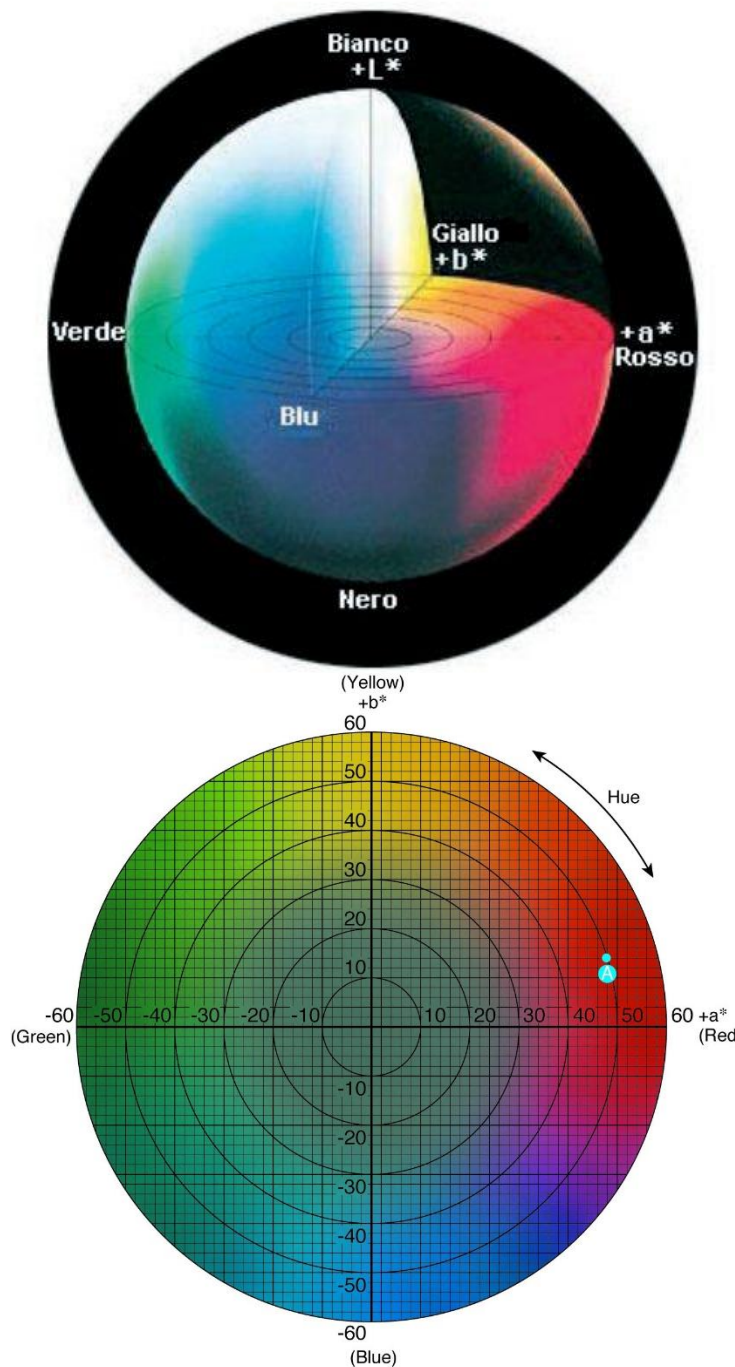 Bianco
+L*
Giallo
+b*
Verde
+a*
Rosso
Blu
Nero
(Yellow)
+b*
60
50
Hue
40
30
20
A
10
-60 -50 -40 -30 -20 -10 10 20 30 40 50 60 +a*
(Green) (Red
-10
-20
-30
-40
-50
-60
(Blue)